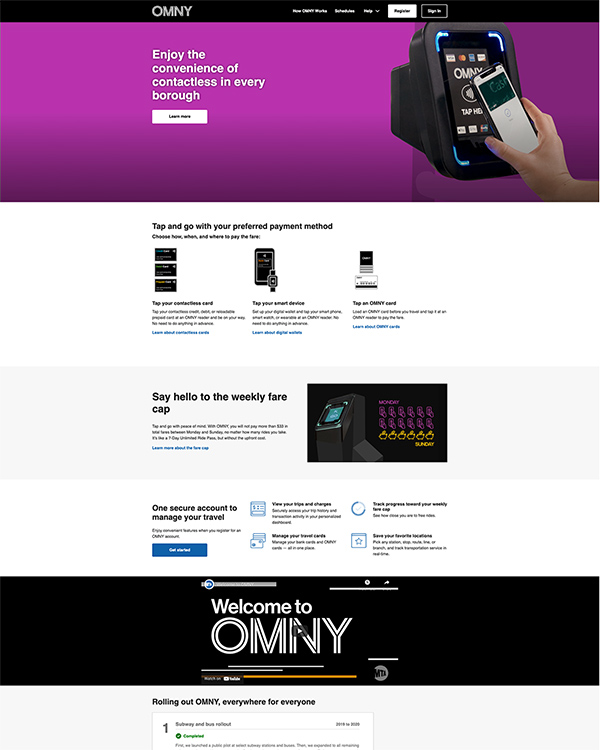 OMNY
How OMNY Works Schedules Help Register Sign In
Enjoy the
convenience of
contactless in every
borough
Learn more
OMNY
TAP HE
Tap and go with your preferred payment method
Choose how, when, and where to pay the fare:
OMNY
Tap your contactless card
Tap your contactless credit, debit, or reloadable
prepaid card at an OMNY reader and be on your way.
No need to do anything in advance.
Learn about contactless cards
Tap your smart device
Set up your digital wallet and tap your smart phone,
smart watch, or wearable at an OMNY reader. No
need to do anything in advance.
Learn about digital wallets
Tap an OMNY card
Load an OMNY card before you travel and tap it at an
OMNY reader to pay the fare.
Learn about OMNY cards
Say hello to the weekly fare
cap
Tap and go with peace of mind. With OMNY, you will not pay more than $33 in
total fares between Monday and Sunday, no matter how many rides you take.
It's like a 7-Day Unlimited Ride Pass, but without the upfront cost.
Learn more about the fare cap
MONDAY
SUNDAY
One secure account to
manage your travel
Enjoy convenient features when you register for an
OMNY account.
Get started
View your trips and charges
Securely access your trip history and
transaction activity in your personalized
dashboard.
Track progress toward your weekly
fare cap
See how close you are to free rides.
Manage your travel cards
Manage your bank cards and OMNY
cards — all in one place.
Save your favorite locations
Pick any station, stop, route, line, or
branch, and track transportation service in
real-time.
Welcome to
OMNY
Watch on YouTube
MTA
Rolling out OMNY, everywhere for everyone
1 Subway and bus rollout 2019 to 2020
Completed
First, we launched a public pilot at select subway stations and buses. Then, we expanded to all remaining